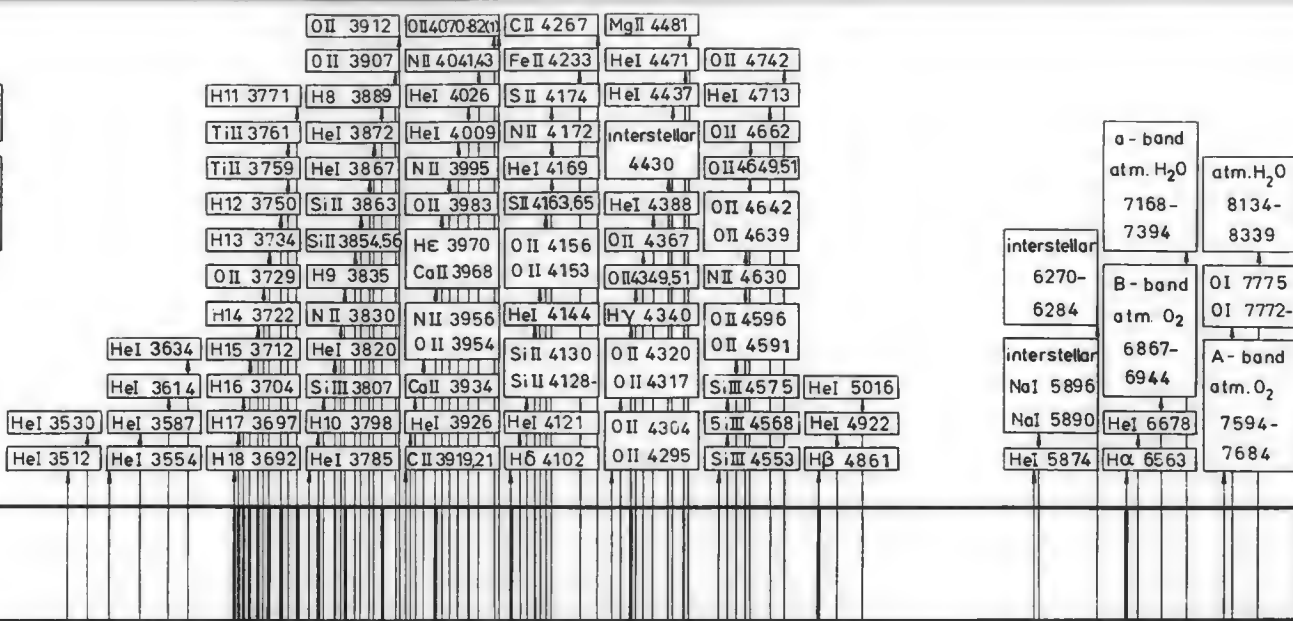 HeI 3530
HeI 3512
HeI 3634
HeI 3614
HeI 3587
HeI 3554
H11 3771
TiII 3761
TiII 3759
H12 3750
H13 3734
OII 3729
H14 3722
H15 3712
H16 3704
H17 3697
H18 3692
OII 3912
OII 3907
H8 3889
HeI 3872
HeI 3867
SiII 3863
SiII 3854,56
H9 3835
NII 3830
HeI 3820
SiIII 3807
H10 3798
HeI 3785
OII 4070-82(1)
NII 4041,43
HeI 4026
HeI 4009
NII 3995
OII 3983
Hε 3970
CaII 3968
NII 3956
OII 3954
CaII 3934
HeI 3926
CII 3919,21
CII 4267
FeII 4233
SII 4174
NII 4172
HeI 4169
SII 4163,65
OII 4156
OII 4153
HeI 4144
SiII 4130
SiII 4128-
HeI 4121
Hδ 4102
MgII 4481
HeI 4471
HeI 4437
interstellar
4430
HeI 4388
OII 4367
OII 4349,51
Hγ 4340
OII 4320
OII 4317
OII 4304
OII 4295
OII 4742
HeI 4713
OII 4662
OII 4649,51
OII 4642
OII 4639
NII 4630
OII 4596
OII 4591
SiIII 4575
SiIII 4568
SiIII 4553
HeI 5016
HeI 4922
Hβ 4861
interstellar
6270-
6284
interstellar
NaI 5896
NaI 5890
HeI 5874
a-band
atm. H₂O
7168-
7394
B-band
atm. O₂
6867-
6944
HeI 6678
Hα 6563
atm. H₂O
8134-
8339
OI 7775
OI 7772-
A-band
atm. O₂
7594-
7684